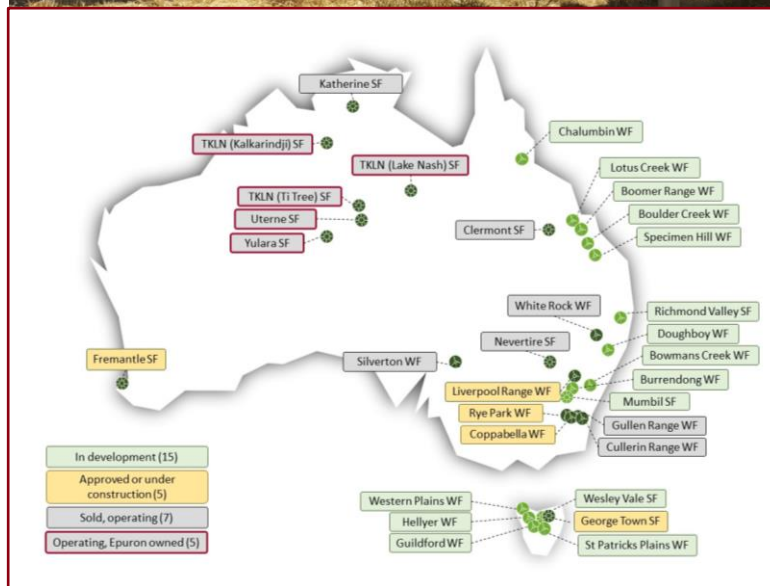 Katherine SF
TKLN (Kalkarindji) SF
Chalumbin WF
TKLN (Lake Nash) SF
Lotus Creek WF
Boomer Range WF
TKLN (Ti Tree) SF
Boulder Creek WF
Uterne SF
Clermont SF
Specimen Hill WF
Yulara SF
White Rock WF
Richmond Valley SF
Doughboy WF
Nevertire SF
Fremantle SF
Silverton WF
Bowmans Creek WF
Burrendong WF
Liverpool Range WF
Mumbil SF
Rye Park WF
Gullen Range WF
Coppabella WF
Cullerin Range WF
In development (15)
Approved or under
construction (5)
Sold, operating (7)
Operating, Epuron owned (5)
Western Plains WF
Wesley Vale SF
Hellyer WF
George Town SF
Guildford WF
St Patricks Plains WF